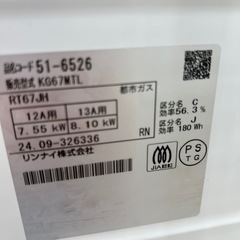 品名コード 51-6526
販売型式 KG67MTL
RT67JH
都市ガス
12A用 13A用
7.55 kW 8.10 kW
24.09-326336
RN
リンナイ株式会社
区分名 C
効率 56.3 %
区分名 J
効率 180 Wh
JIA認証
PS
TG